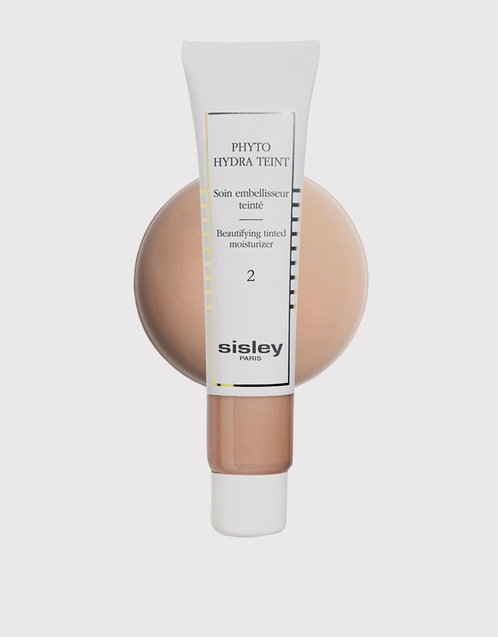 PHYTO
HYDRA TEINT
Soin embellisseur
teinté
Beautifying tinted
moisturizer
2
sisley
PARIS